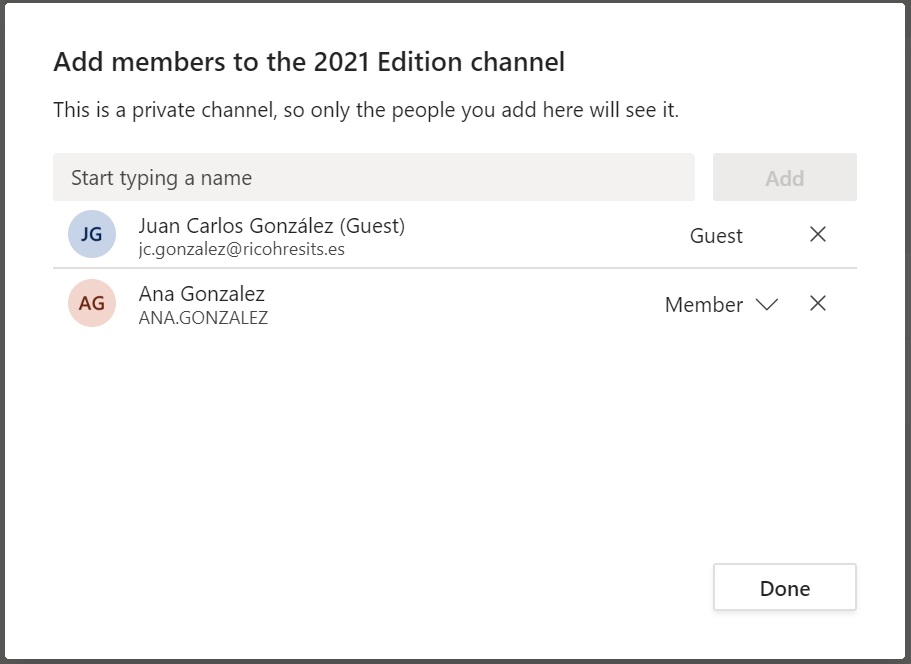 Add members to the 2021 Edition channel
This is a private channel, so only the people you add here will see it.
Start typing a name
Add
JG
Juan Carlos González (Guest)
jc.gonzalez@ricohresits.es
Guest
AG
Ana Gonzalez
ANA.GONZALEZ
Member
Done